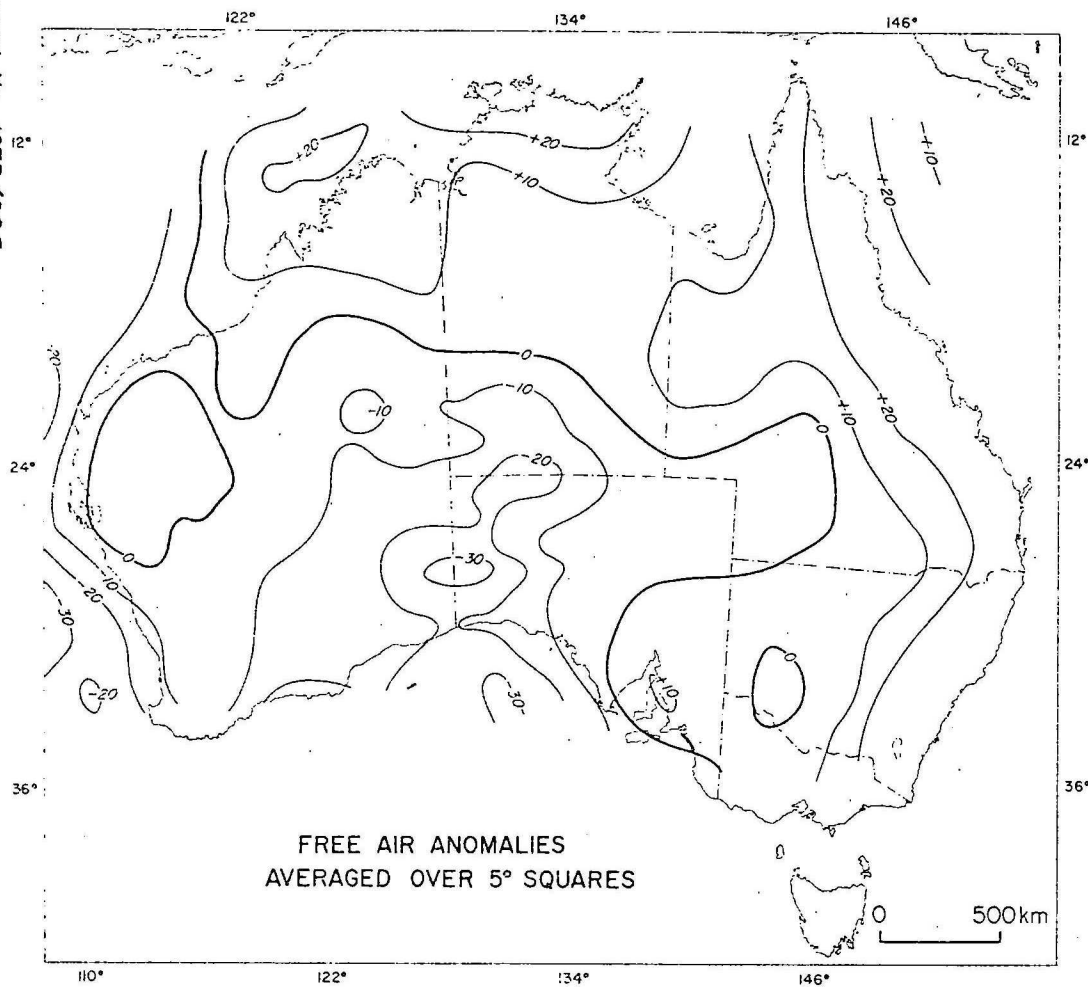 122° 134° 146°
12° +20 +20 +10 12°
+20 +10
-20 0
-10 -10 +10 +20
24° 0 20 24°
0 30
-10
-20
-30
-20 -30 +10 0
36° 36°
FREE AIR ANOMALIES
AVERAGED OVER 5° SQUARES
0 500km
110° 122° 134° 146°